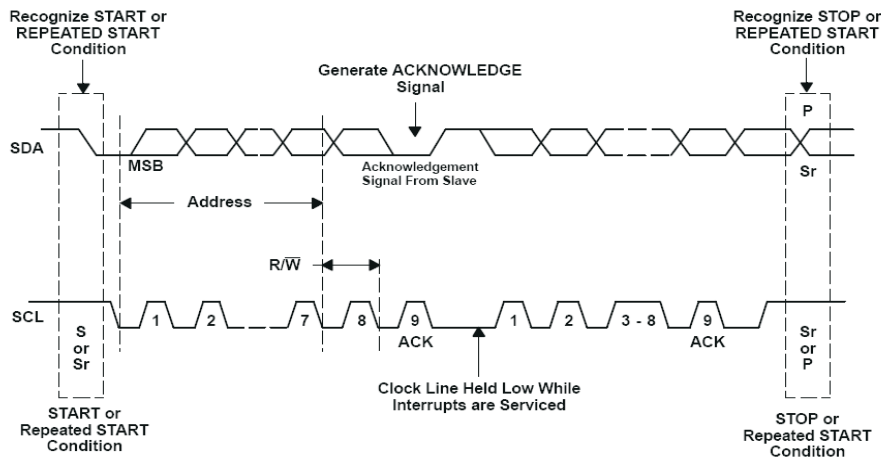 Recognize START or
REPEATED START
Condition
Recognize STOP or
REPEATED START
Condition
Generate ACKNOWLEDGE
Signal
P
SDA
MSB
Acknowledgement
Signal From Slave
Sr
Address
R/W̅
SCL
S
or
Sr
1
2
7
8
9
ACK
1
2
3 - 8
9
ACK
Sr
or
P
Clock Line Held Low While
Interrupts are Serviced
START or
Repeated START
Condition
STOP or
Repeated START
Condition